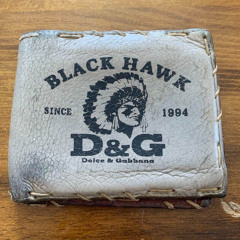 BLACK HAWK
SINCE 1994
D&G
Dolce & Gabbana